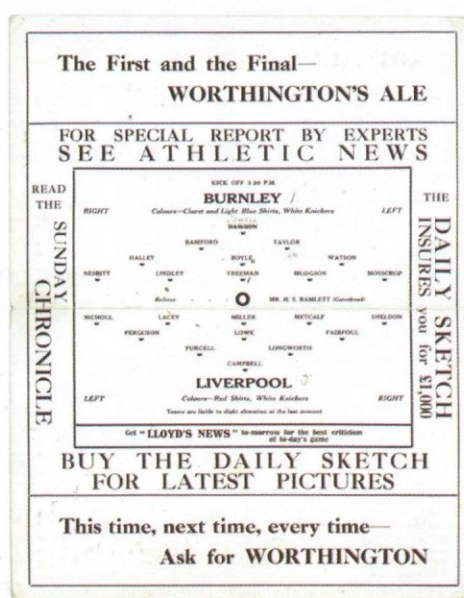 The First and the Final—
WORTHINGTON'S ALE
FOR SPECIAL REPORT BY EXPERTS
SEE ATHLETIC NEWS
READ THE SUNDAY CHRONICLE
KICK OFF 3.30 P.M.
BURNLEY
RIGHT Colours—Claret and Light Blue Shirts, White Knickers LEFT
DAWSON
BAMFORD TAYLOR
HALLEY BOYLE WATSON
NESBITT LINDLEY FREEMAN HODGSON MOSSCROP
Referee MR. H. S. BAMLETT (Gateshead)
NICHOLL LACEY MILLER METCALF SHELDON
FERGUSON LOWE FAIRFOUL
PURCELL LONGWORTH
CAMPBELL
LIVERPOOL
LEFT Colours—Red Shirts, White Knickers RIGHT
Teams are liable to slight alteration at the last moment
Get "LLOYD'S NEWS" to-morrow for the best criticism
of to-day's game
THE DAILY SKETCH
INSURES you for £1,000
BUY THE DAILY SKETCH
FOR LATEST PICTURES
This time, next time, every time—
Ask for WORTHINGTON